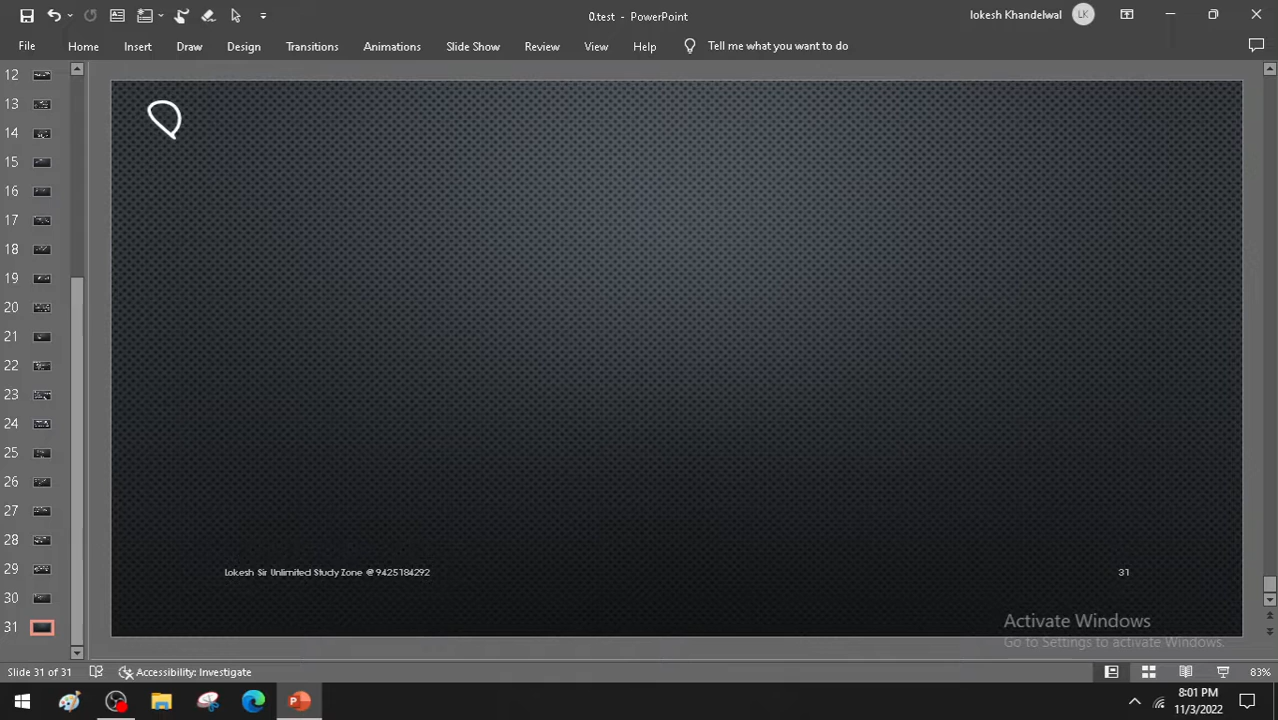 0.test - PowerPoint
lokesh Khandelwal LK
File Home Insert Draw Design Transitions Animations Slide Show Review View Help Tell me what you want to do
12
13
14
15
16
17
18
19
20
21
22
23
24
25
26
27
28
29
30
31
Lokesh Sir Unlimited Study Zone @9425184292
31
Activate Windows
Go to Settings to activate Windows.
Slide 31 of 31 Accessibility: Investigate 83%
8:01 PM
11/3/2022